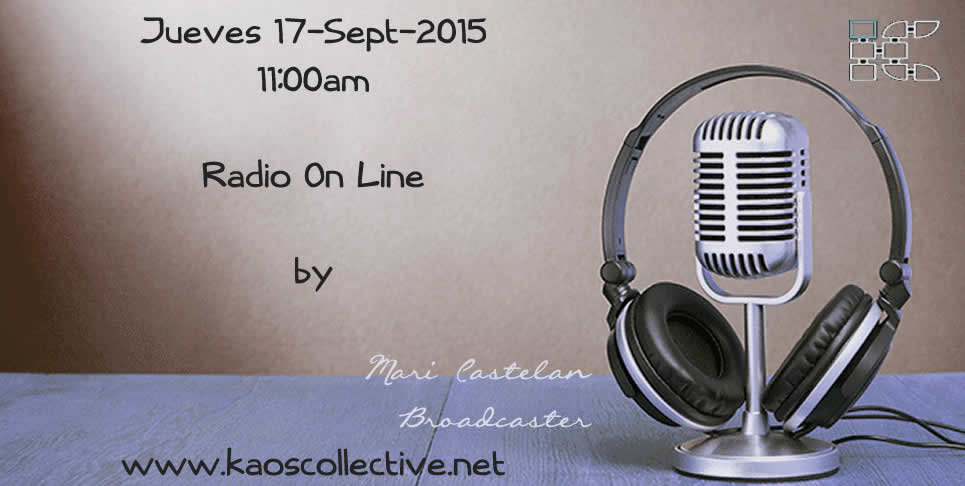 Jueves 17-Sept-2015
11:00am
Radio On Line
by
Mari Castelan
Broadcaster
www.kaoscollective.net